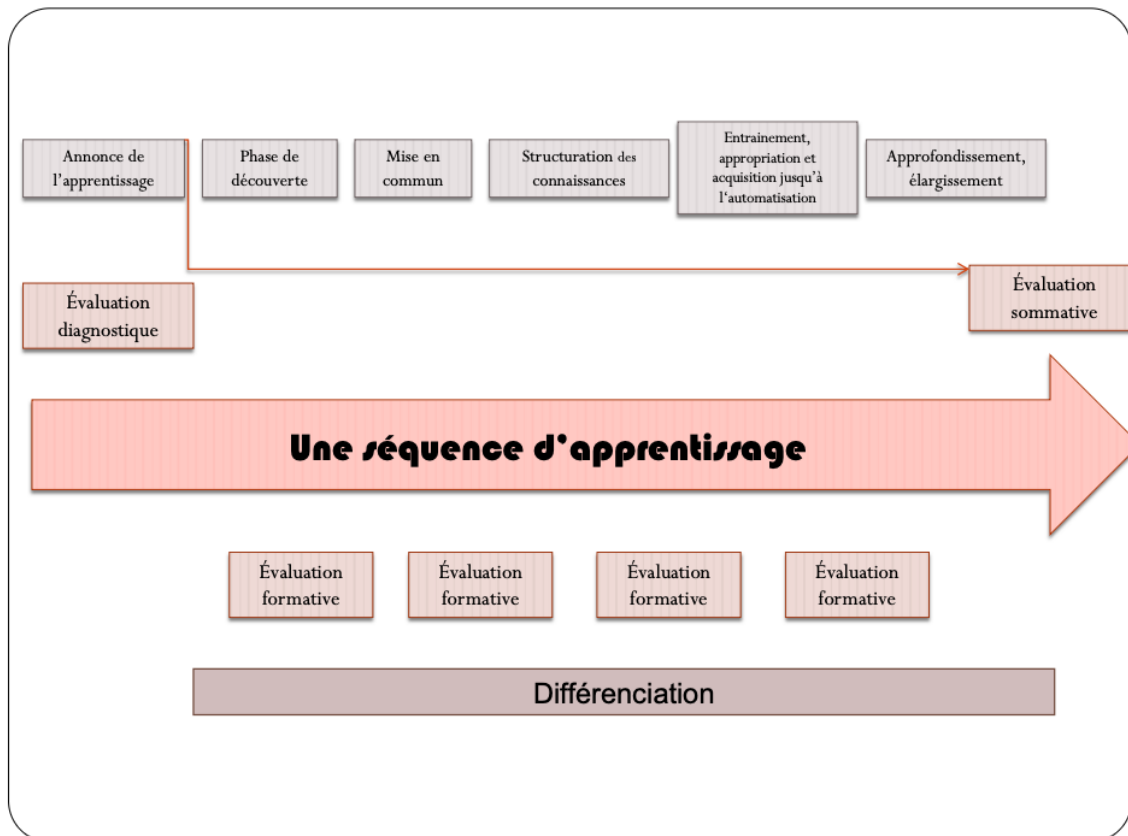 Annonce de
l'apprentissage
Phase de
découverte
Mise en
commun
Structuration des
connaissances
Entrainement,
appropriation et
acquisition jusqu'à
l'automatisation
Approfondissement,
élargissement
Évaluation
diagnostique
Évaluation
sommative
Une séquence d'apprentissage
Évaluation
formative
Évaluation
formative
Évaluation
formative
Évaluation
formative
Différenciation